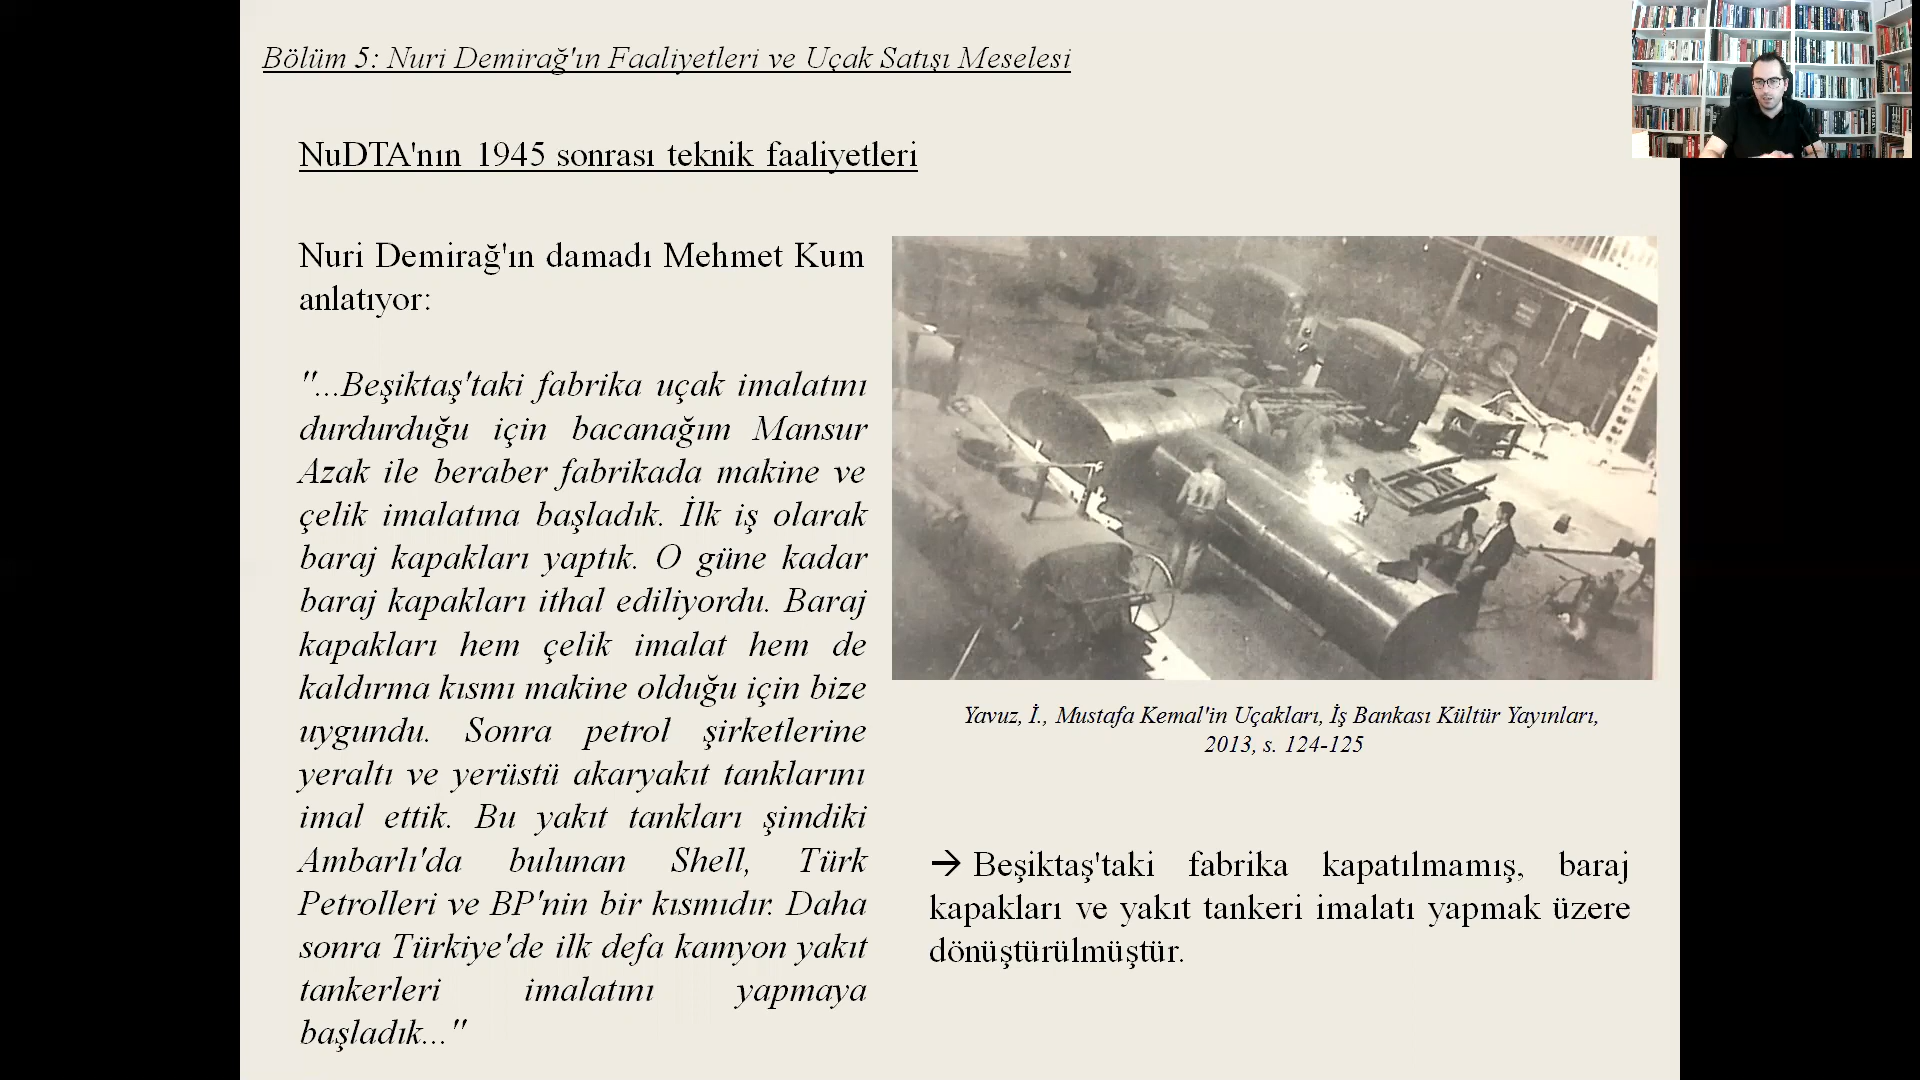 Bölüm 5: Nuri Demirağ'ın Faaliyetleri ve Uçak Satışı Meselesi
NuDTA'nın 1945 sonrası teknik faaliyetleri
Nuri Demirağ'ın damadı Mehmet Kum
anlatıyor:
"...Beşiktaş'taki fabrika uçak imalatını
durdurduğu için bacanağım Mansur
Azak ile beraber fabrikada makine ve
çelik imalatına başladık. İlk iş olarak
baraj kapakları yaptık. O güne kadar
baraj kapakları ithal ediliyordu. Baraj
kapakları hem çelik imalat hem de
kaldırma kısmı makine olduğu için bize
uygundu. Sonra petrol şirketlerine
yeraltı ve yerüstü akaryakıt tanklarını
imal ettik. Bu yakıt tankları şimdiki
Ambarlı'da bulunan Shell, Türk
Petrolleri ve BP'nin bir kısmıdır. Daha
sonra Türkiye'de ilk defa kamyon yakıt
tankerleri imalatını yapmaya
başladık..."
Yavuz, İ., Mustafa Kemal'in Uçakları, İş Bankası Kültür Yayınları,
2013, s. 124-125
→ Beşiktaş'taki fabrika kapatılmamış, baraj
kapakları ve yakıt tankeri imalatı yapmak üzere
dönüştürülmüştür.